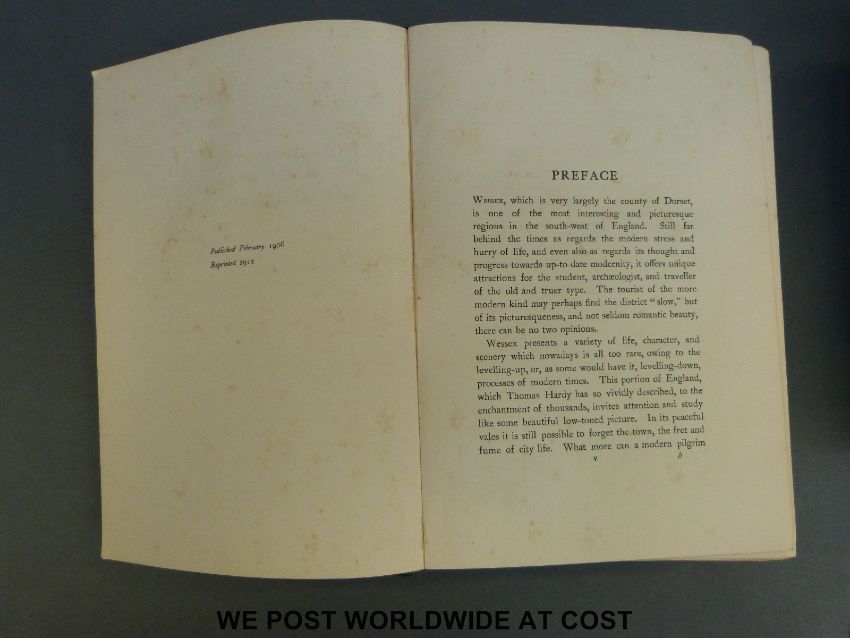 Published February 1906
Reprinted 1912
PREFACE
Wessex, which is very largely the county of Dorset,
is one of the most interesting and picturesque
regions in the south-west of England. Still far
behind the times as regards the modern stress and
hurry of life, and even also as regards its thought and
progress towards up-to-date modernity, it offers unique
attractions for the student, archæologist, and traveller
of the old and truer type. The tourist of the more
modern kind may perhaps find the district "slow," but
of its picturesqueness, and not seldom romantic beauty,
there can be no two opinions.
Wessex presents a variety of life, character, and
scenery which nowadays is all too rare, owing to the
levelling-up, or, as some would have it, levelling-down,
processes of modern times. This portion of England,
which Thomas Hardy has so vividly described, to the
enchantment of thousands, invites attention and study
like some beautiful low-toned picture. In its peaceful
vales it is still possible to forget the town, the fret and
fume of city life. What more can a modern pilgrim
v b
WE POST WORLDWIDE AT COST